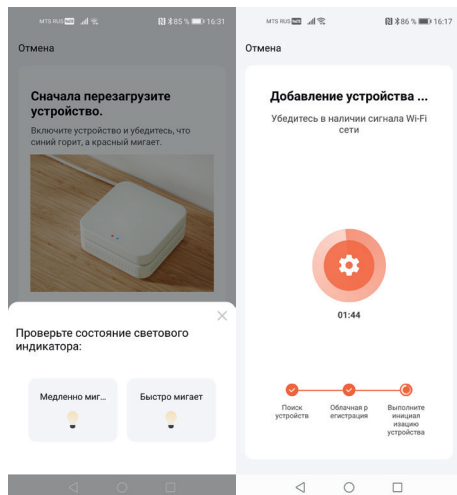 MTS RUS 85 % 16:31
Отмена
Сначала перезагрузите
устройство.
Включите устройство и убедитесь, что
синий горит, а красный мигает.
Проверьте состояние светового
индикатора:
Медленно миг...
Быстро мигает
MTS RUS 86 % 16:17
Отмена
Добавление устройства ...
Убедитесь в наличии сигнала Wi-Fi
сети
01:44
Поиск
устройств
Облачная р
егистрация
Выполните
инициал
изацию
устройства